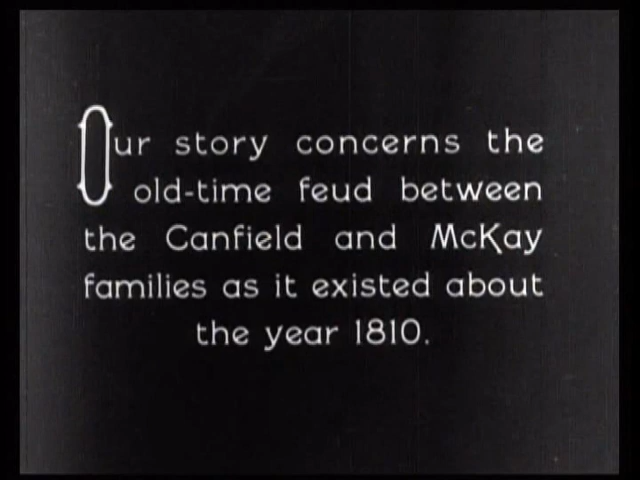 Our story concerns the
old-time feud between
the Canfield and McKay
families as it existed about
the year 1810.